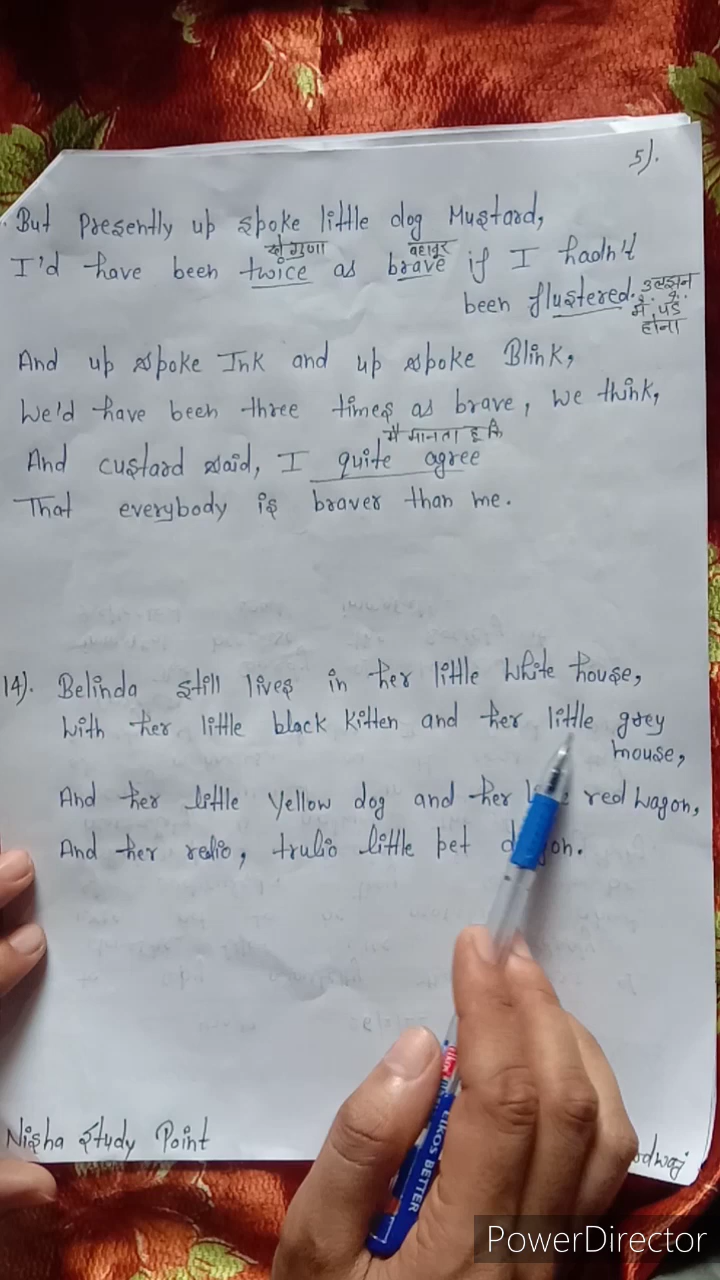 5).
But Presently up spoke little dog Mustard,
दो गुणा बहादुर
I'd have been twice as brave if I hadn't
been flustered. उलझन
में पड़े
होना
And up spoke Ink and up spoke Blink,
We'd have been three times as brave, we think,
मै मानता हू कि
And custard said, I quite agree
That everybody is braver than me.
14). Belinda still lives in her little White house,
With her little black Kitten and her little grey
mouse,
And her little Yellow dog and her red Wagon,
And her relio, trulio little pet
Nisha Study Point
EIKOS BETTER
PowerDirector